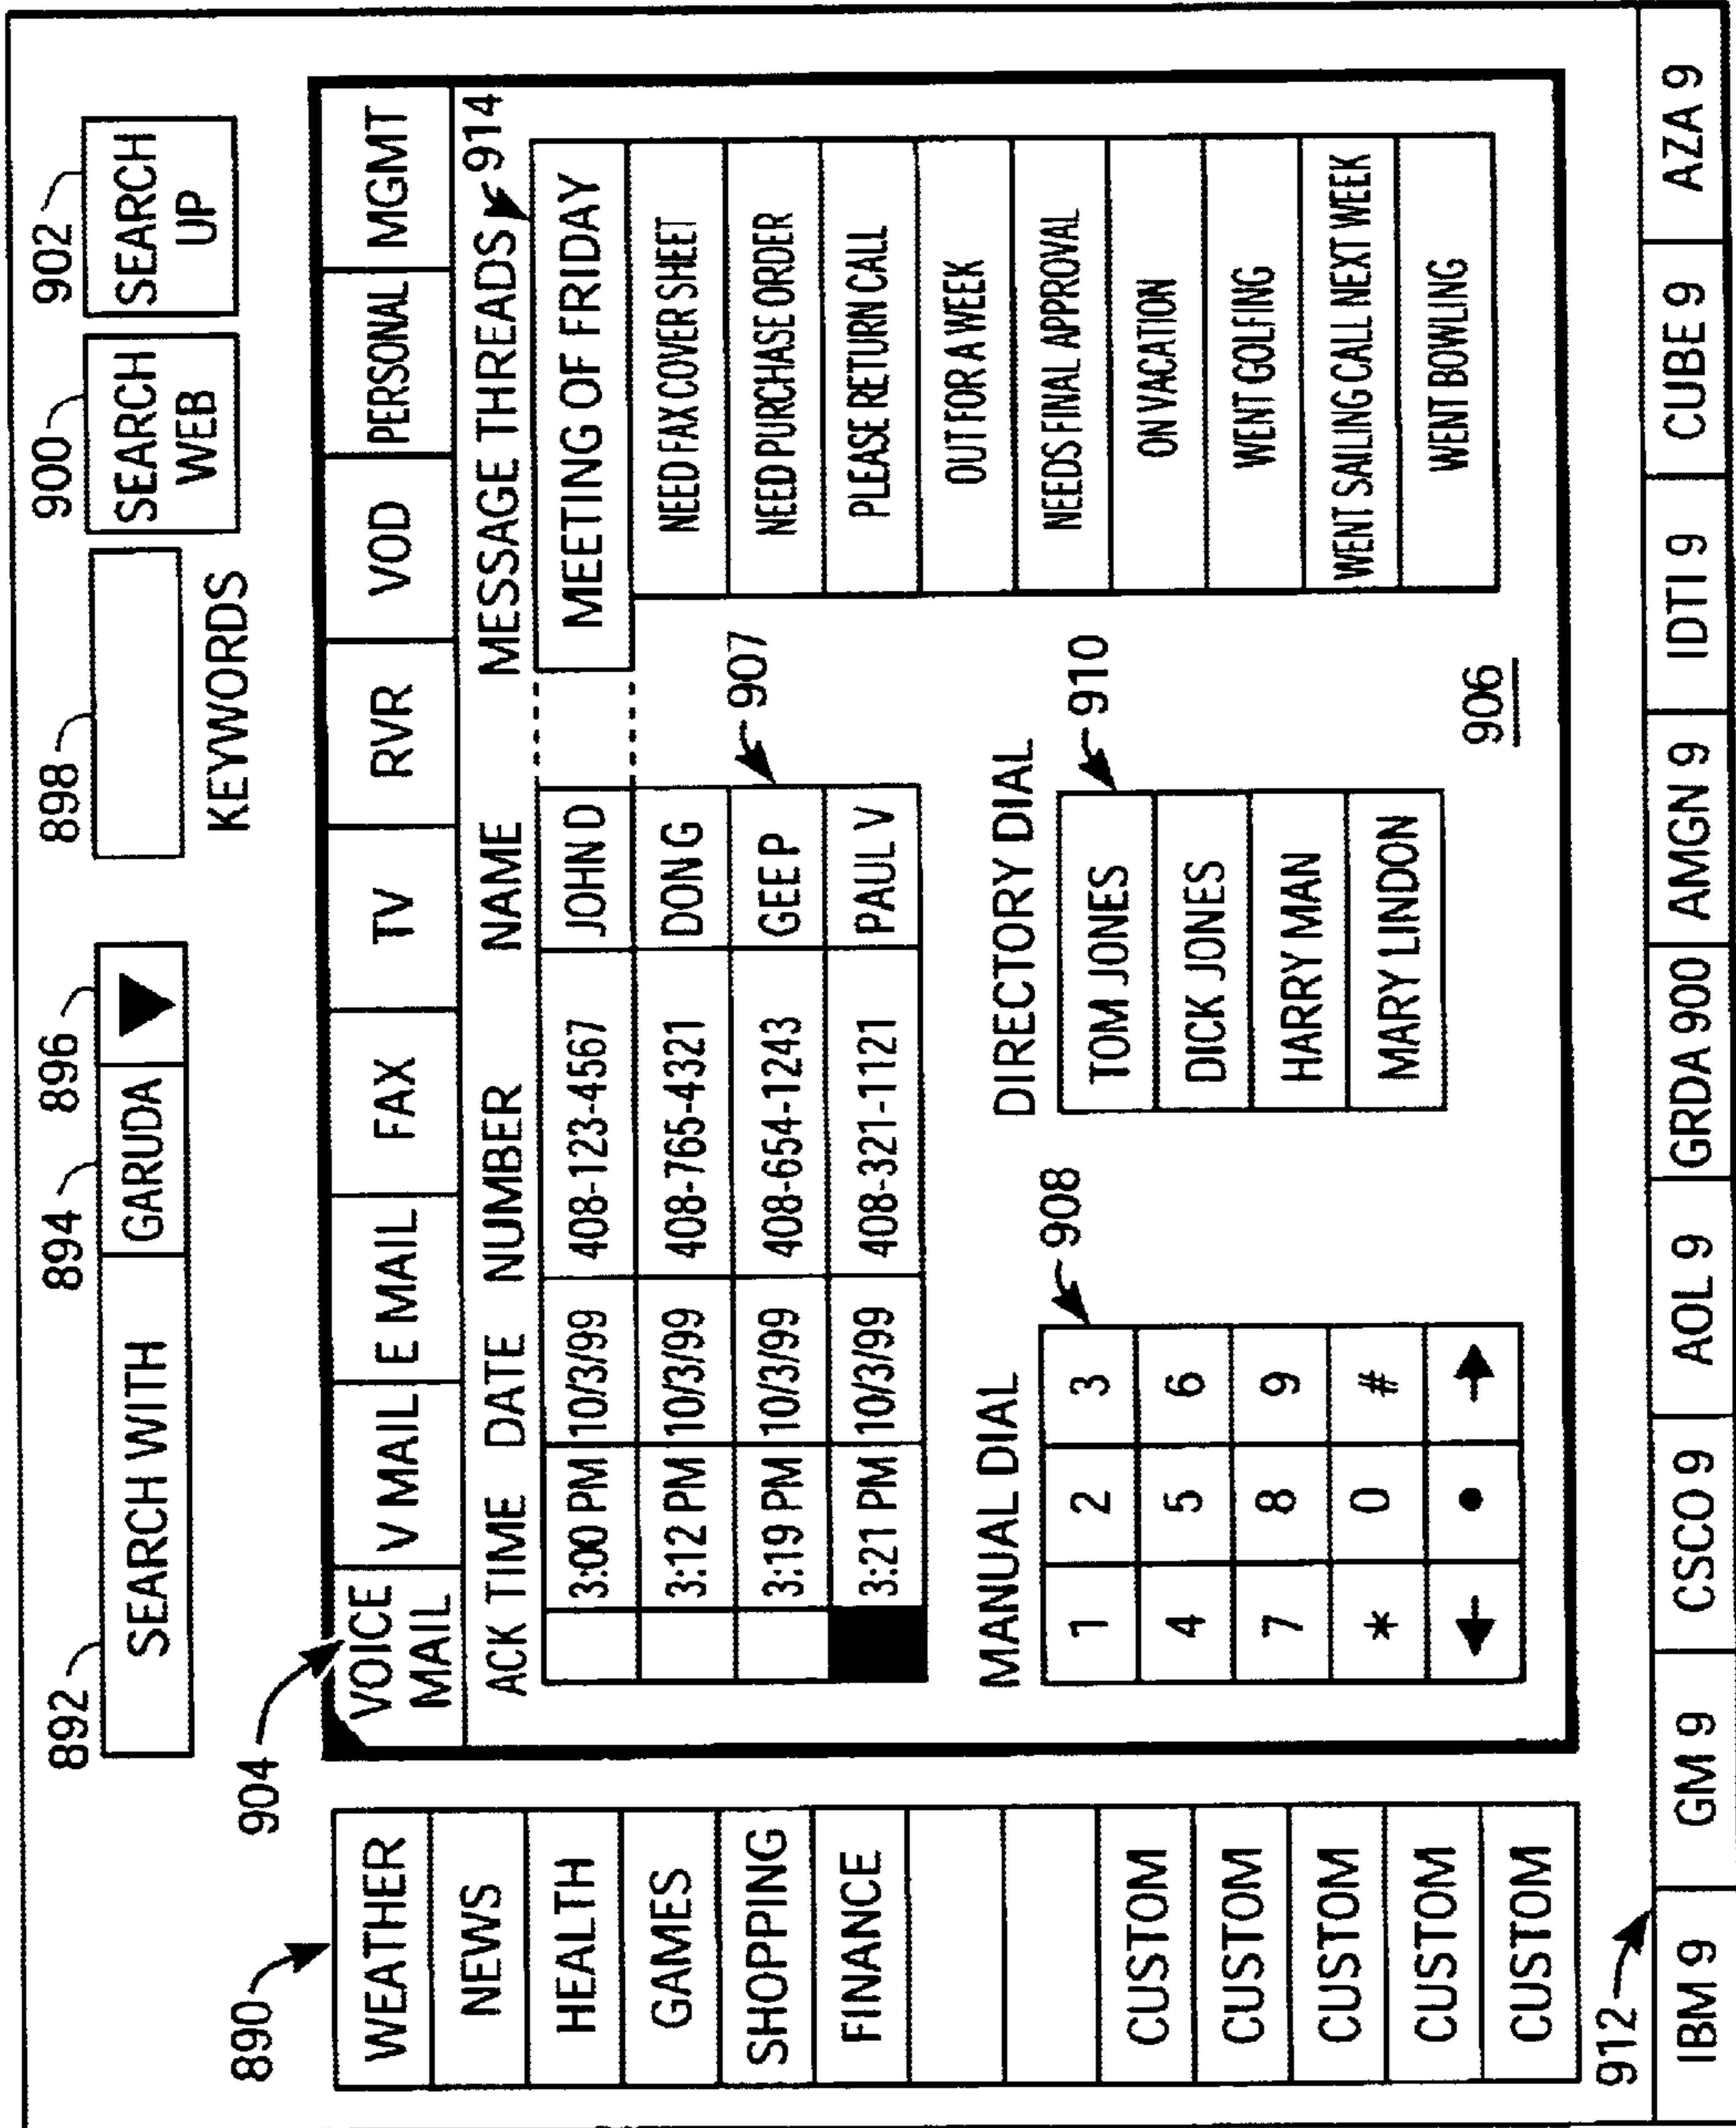 892
894
896
898
900
902
SEARCH WITH
GARUDA
SEARCH
WEB
SEARCH
UP
KEYWORDS
904
890
WEATHER
NEWS
HEALTH
GAMES
SHOPPING
FINANCE
CUSTOM
CUSTOM
CUSTOM
CUSTOM
CUSTOM
VOICE
MAIL
V MAIL
E MAIL
FAX
TV
RVR
VOD
PERSONAL
MGMT
ACK TIME DATE NUMBER NAME
3:00 PM 10/3/99 408-123-4567 JOHN D
3:12 PM 10/3/99 408-765-4321 DON G
3:19 PM 10/3/99 408-654-1243 GEE P
3:21 PM 10/3/99 408-321-1121 PAUL V
907
MESSAGE THREADS
914
MEETING OF FRIDAY
NEED FAX COVER SHEET
NEED PURCHASE ORDER
PLEASE RETURN CALL
OUT FOR A WEEK
NEEDS FINAL APPROVAL
ON VACATION
WENT GOLFING
WENT SAILING CALL NEXT WEEK
WENT BOWLING
MANUAL DIAL
908
1 2 3
4 5 6
7 8 9
* 0 #
← • →
DIRECTORY DIAL
910
TOM JONES
DICK JONES
HARRY MAN
MARY LINDON
906
912
IBM 9
GM 9
CSCO 9
AOL 9
GRDA 900
AMGN 9
IDTI 9
CUBE 9
AZA 9